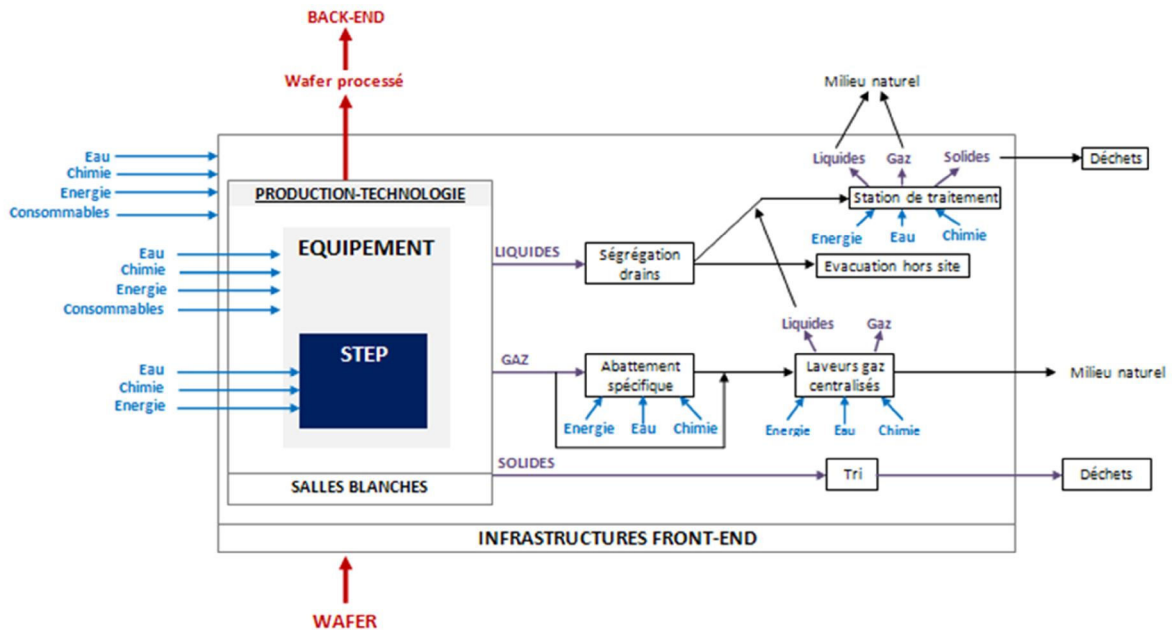 BACK-END
Wafer processé
Milieu naturel
Eau
Chimie
Energie
Consommables
Liquides
Gaz
Solides
Déchets
PRODUCTION-TECHNOLOGIE
Station de traitement
Energie
Eau
Chimie
EQUIPEMENT
Eau
Chimie
Energie
Consommables
LIQUIDES
Ségrégation
drains
Evacuation hors site
Liquides
Gaz
STEP
Eau
Chimie
Energie
GAZ
Abattement
spécifique
Laveurs gaz
centralisés
Milieu naturel
Energie
Eau
Chimie
Energie
Eau
Chimie
SOLIDES
Tri
Déchets
SALLES BLANCHES
INFRASTRUCTURES FRONT-END
WAFER